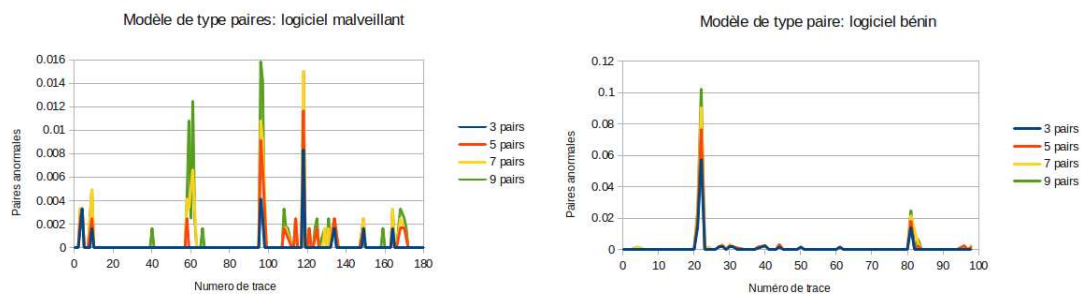 Modèle de type paires: logiciel malveillant
0.016
0.014
0.012
0.01
0.008
0.006
0.004
0.002
0
Paires anormales
0 20 40 60 80 100 120 140 160 180
Numero de trace
3 pairs
5 pairs
7 pairs
9 pairs
Modèle de type paire: logiciel bénin
0.12
0.1
0.08
0.06
0.04
0.02
0
Paires anormales
0 10 20 30 40 50 60 70 80 90 100
Numéro de trace
3 pairs
5 pairs
7 pairs
9 pairs